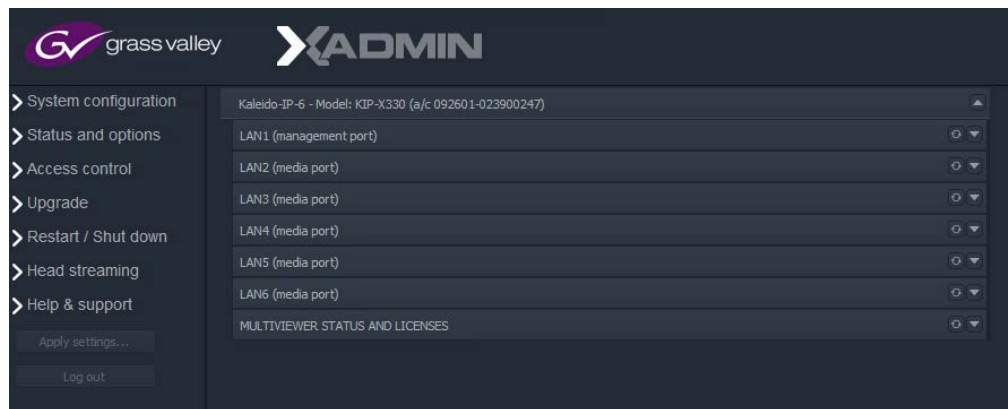 GV grass valley XADMIN
System configuration
Status and options
Access control
Upgrade
Restart / Shut down
Head streaming
Help & support
Apply settings...
Log out
Kaleido-IP-6 - Model: KIP-X330 (a/c 092601-023900247)
LAN1 (management port)
LAN2 (media port)
LAN3 (media port)
LAN4 (media port)
LAN5 (media port)
LAN6 (media port)
MULTIVIEWER STATUS AND LICENSES